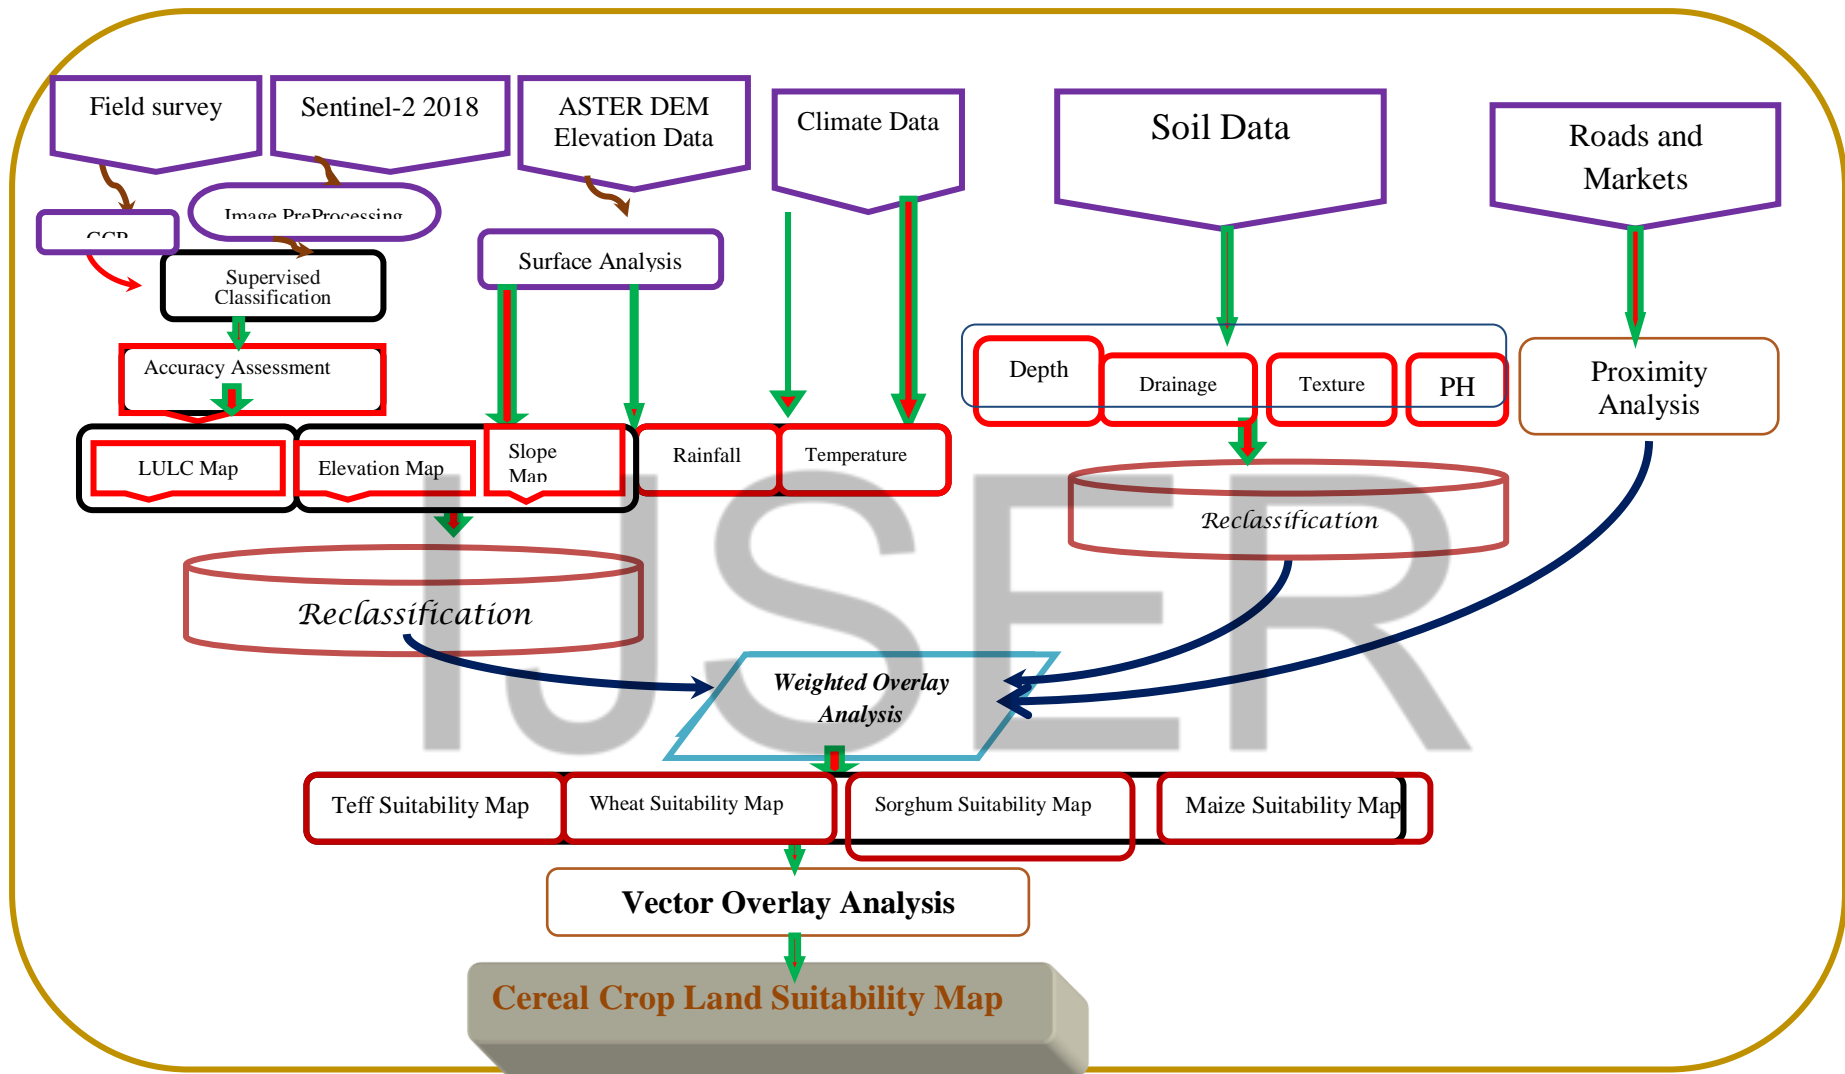 Field survey
Sentinel-2 2018
ASTER DEM
Elevation Data
Climate Data
Soil Data
Roads and
Markets
Image PreProcessing
Supervised
Classification
Surface Analysis
Accuracy Assessment
Depth
Drainage
Texture
PH
Proximity
Analysis
LULC Map
Elevation Map
Slope
Map
Rainfall
Temperature
Reclassification
Reclassification
IJSER
Weighted Overlay
Analysis
Teff Suitability Map
Wheat Suitability Map
Sorghum Suitability Map
Maize Suitability Map
Vector Overlay Analysis
Cereal Crop Land Suitability Map